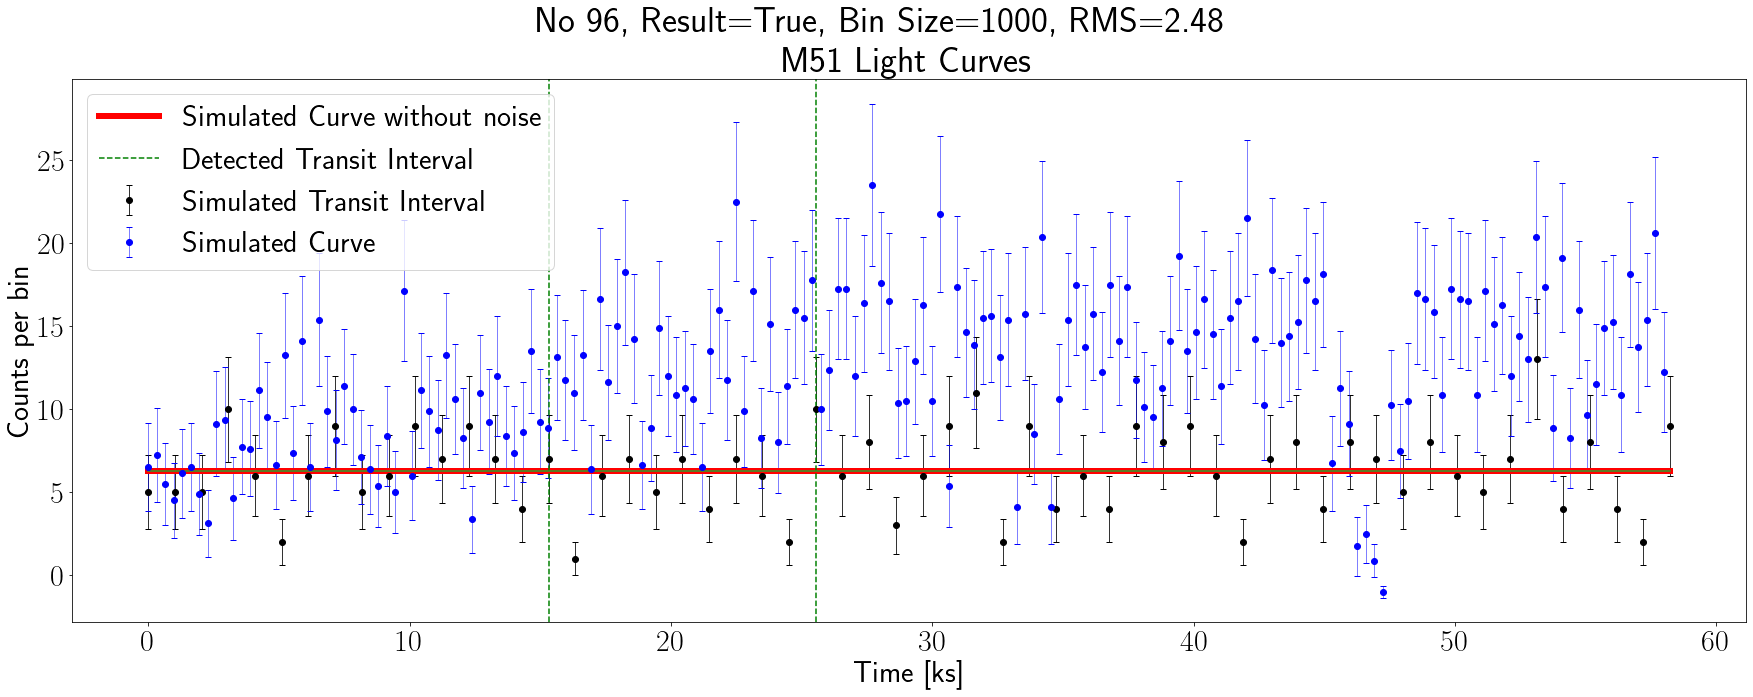 No 96, Result=True, Bin Size=1000, RMS=2.48
M51 Light Curves
Simulated Curve without noise
Detected Transit Interval
Simulated Transit Interval
Simulated Curve
Counts per bin
25
20
15
10
5
0
0 10 20 30 40 50 60
Time [ks]